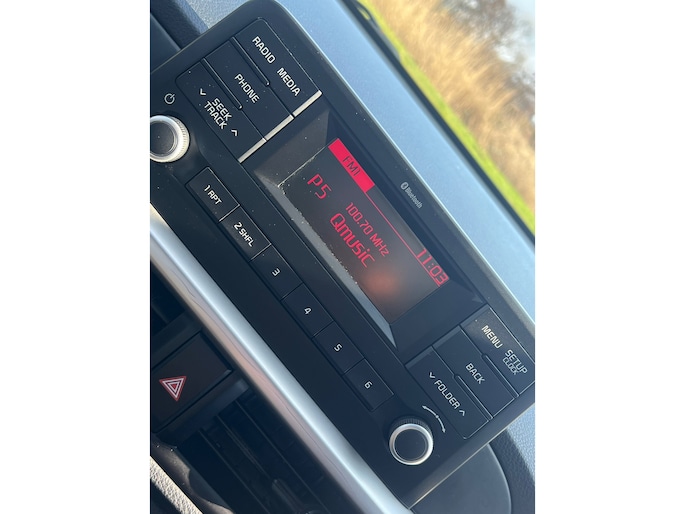 RADIO
MEDIA
PHONE
SEEK
TRACK
FM1
Bluetooth
P.5
100.70 MHz
11:03
Qmusic
1 RPT
2 SHFL
3
4
5
6
MENU
SETUP
CLOCK
BACK
FOLDER